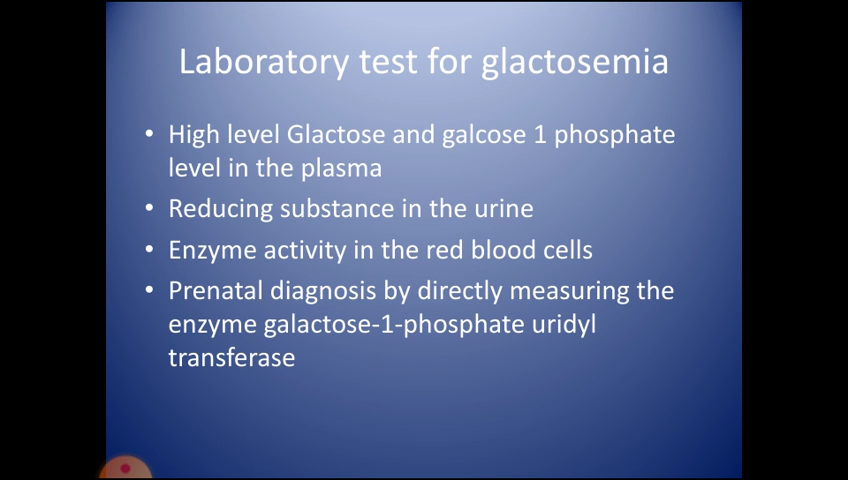 Laboratory test for glactosemia
• High level Glactose and galcose 1 phosphate
level in the plasma
• Reducing substance in the urine
• Enzyme activity in the red blood cells
• Prenatal diagnosis by directly measuring the
enzyme galactose-1-phosphate uridyl
transferase